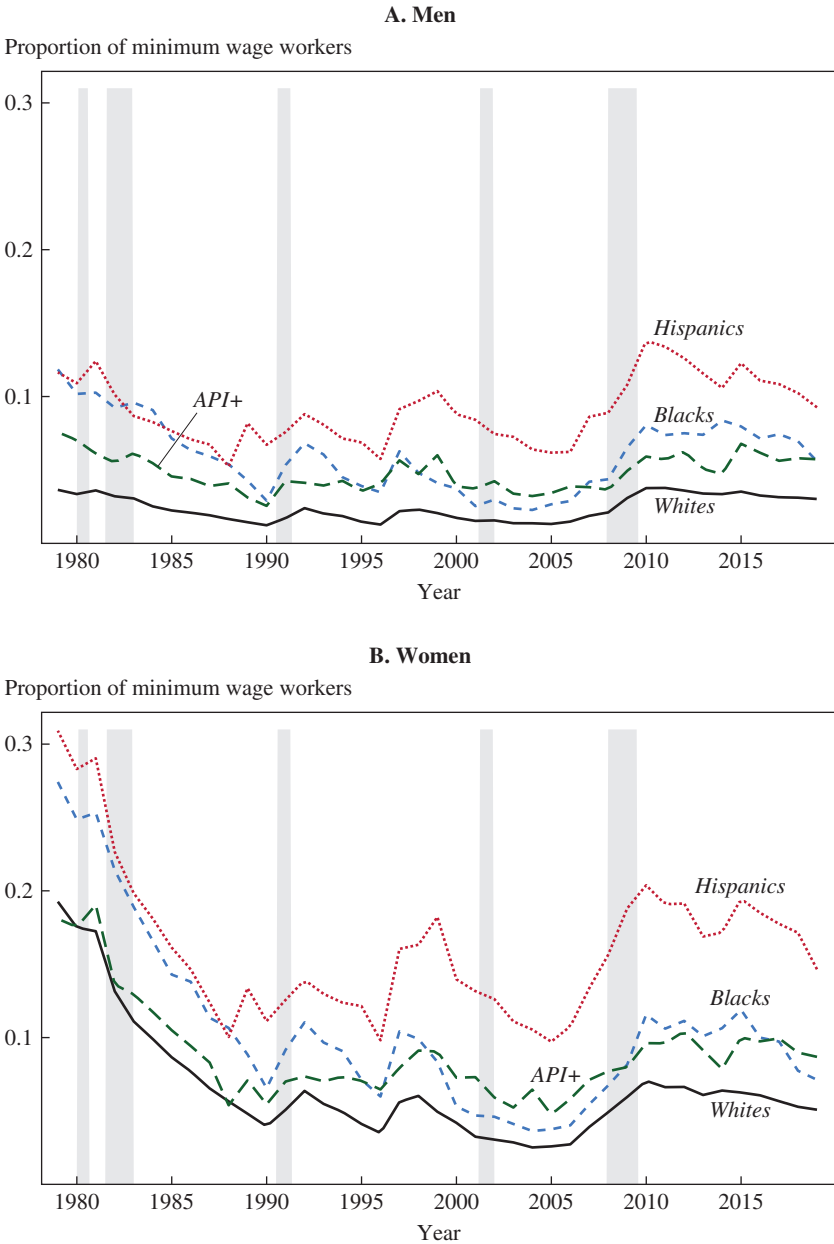 A. Men
Proportion of minimum wage workers
0.3
0.2
Hispanics
API+
0.1
Blacks
Whites
1980 1985 1990 1995 2000 2005 2010 2015
Year
B. Women
Proportion of minimum wage workers
0.3
0.2
Hispanics
Blacks
0.1
API+
Whites
1980 1985 1990 1995 2000 2005 2010 2015
Year